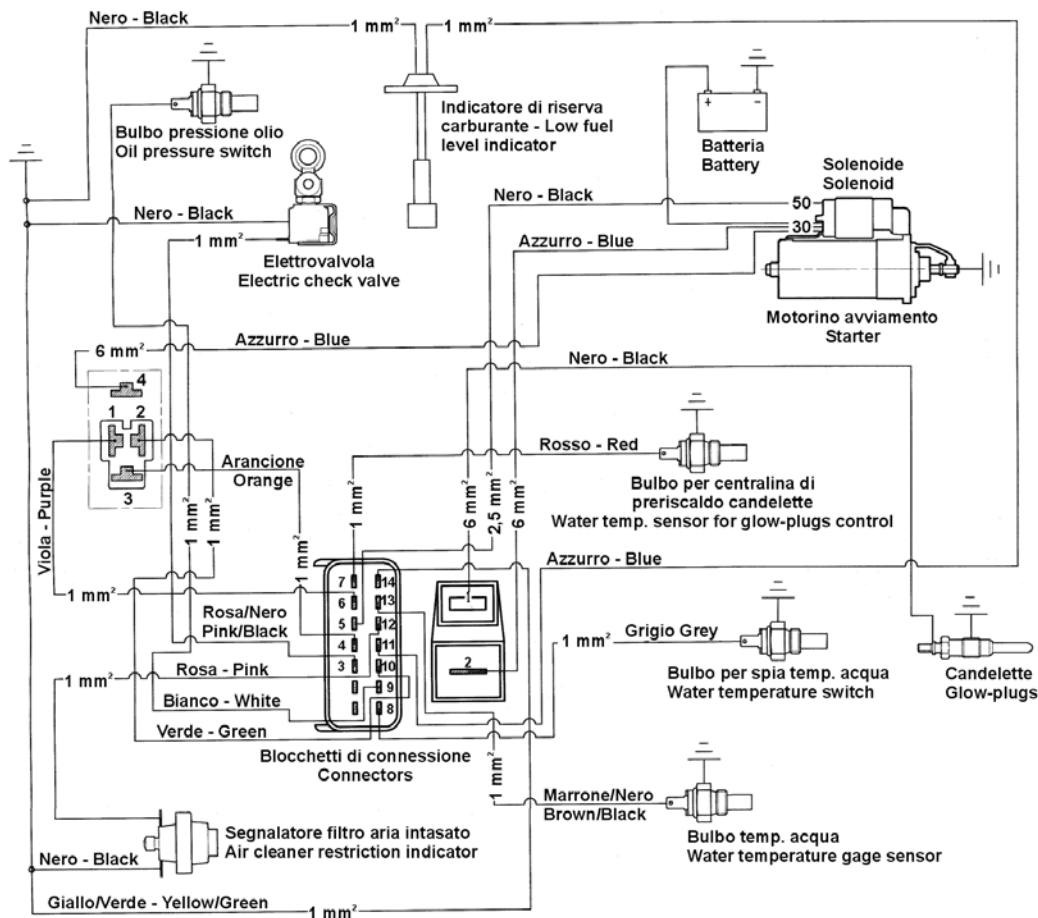 Nero - Black
1 mm²
1 mm²
Bulbo pressione olio
Oil pressure switch
Indicatore di riserva
carburante - Low fuel
level indicator
+ -
Batteria
Battery
Solenoide
Solenoid
Nero - Black
50
30
Nero - Black
1 mm²
Azzurro - Blue
Elettrovalvola
Electric check valve
Motorino avviamento
Starter
1 mm²
Azzurro - Blue
6 mm²
Nero - Black
4
1 2
3
Viola - Purple
Arancione
Orange
Rosso - Red
Bulbo per centralina di
preriscaldo candelette
Water temp. sensor for glow-plugs control
1 mm²
1 mm²
1 mm²
1 mm²
6 mm²
2,5 mm²
6 mm²
Azzurro - Blue
1 mm²
7 14
6 13
5 12
4 11
3 10
9
8
1
2
Rosa/Nero
Pink/Black
1 mm²
Rosa - Pink
Bianco - White
Verde - Green
1 mm²
Grigio Grey
Bulbo per spia temp. acqua
Water temperature switch
Candelette
Glow-plugs
Blocchetti di connessione
Connectors
1 mm²
Marrone/Nero
Brown/Black
Bulbo temp. acqua
Water temperature gage sensor
Segnalatore filtro aria intasato
Air cleaner restriction indicator
Nero - Black
Giallo/Verde - Yellow/Green
1 mm²